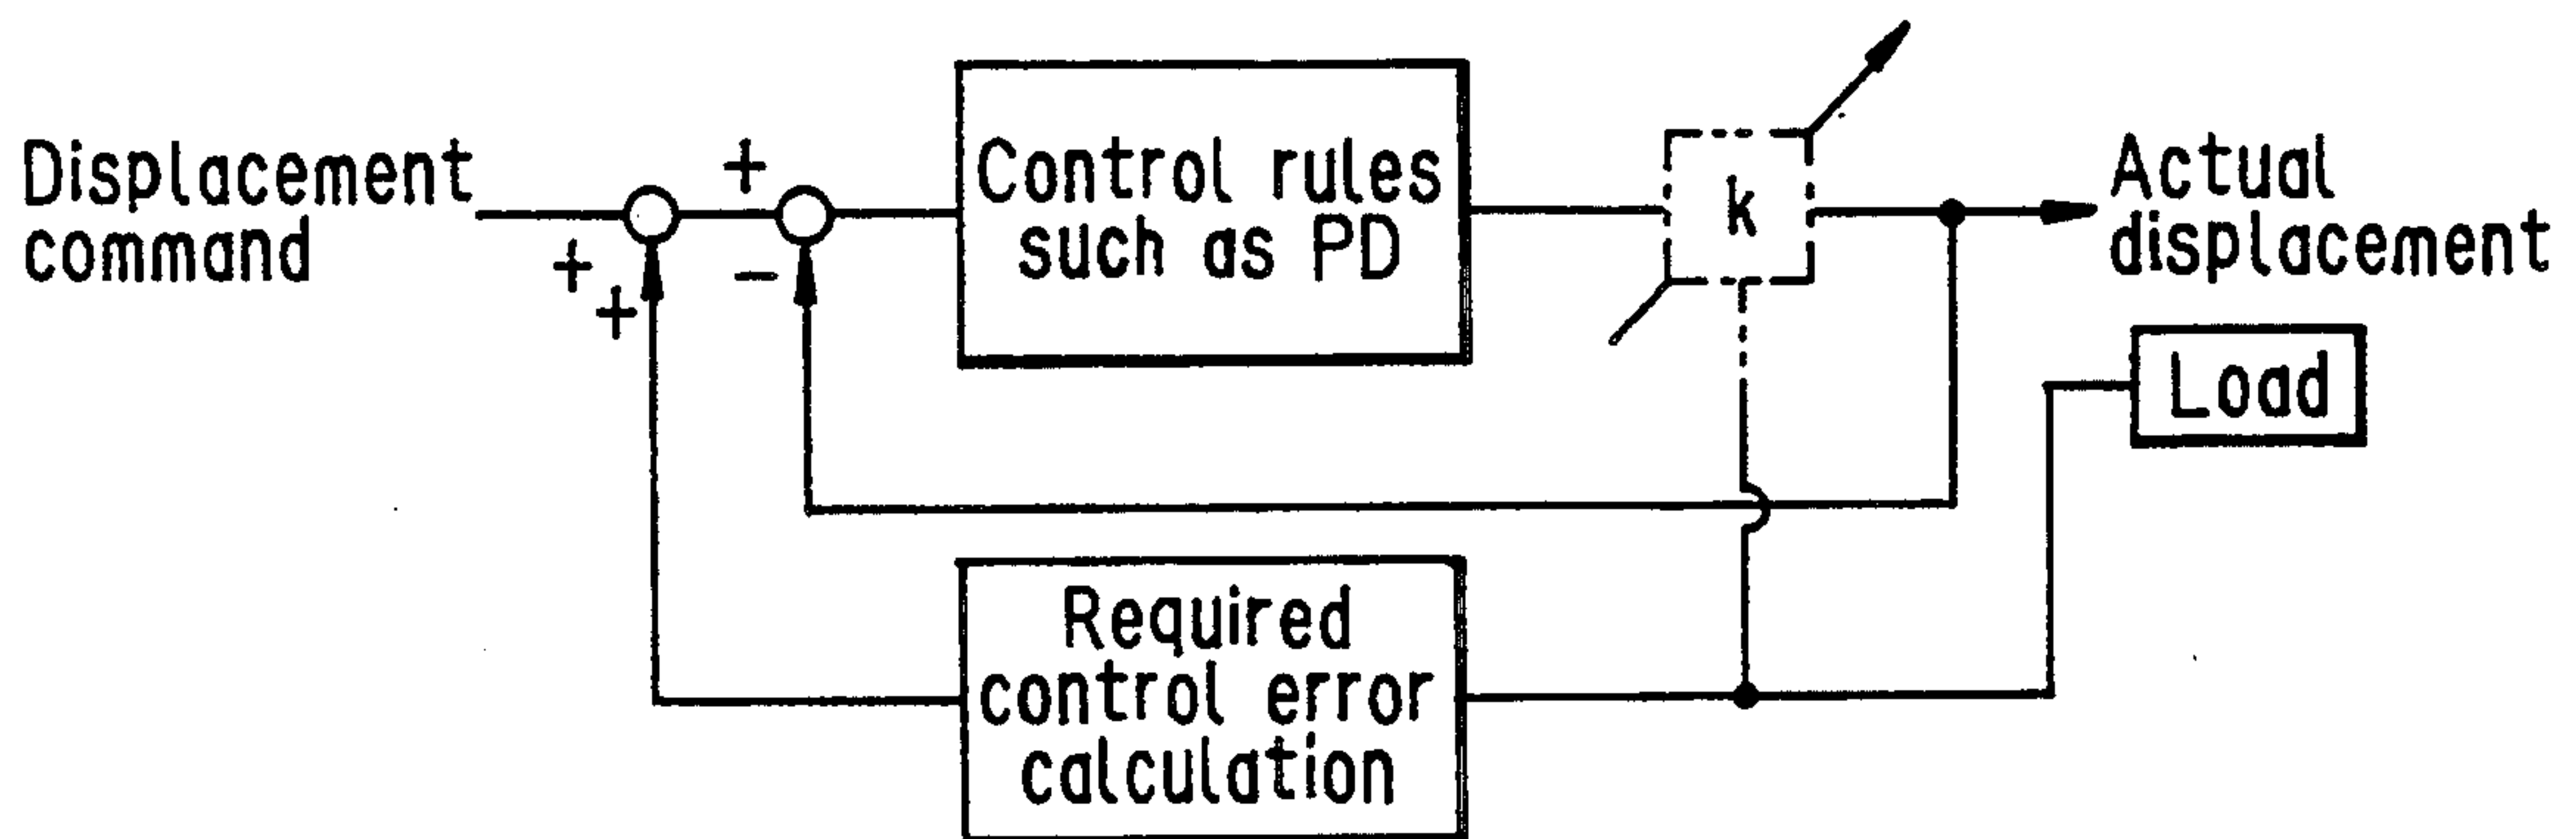 Displacement
command
+
+
+
-
Control rules
such as PD
k
Actual
displacement
Load
Required
control error
calculation